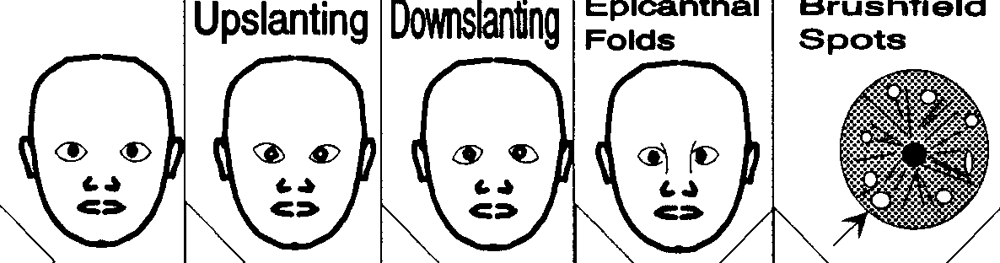 Upslanting
Downslanting
Epicanthal
Folds
Brushfield
Spots